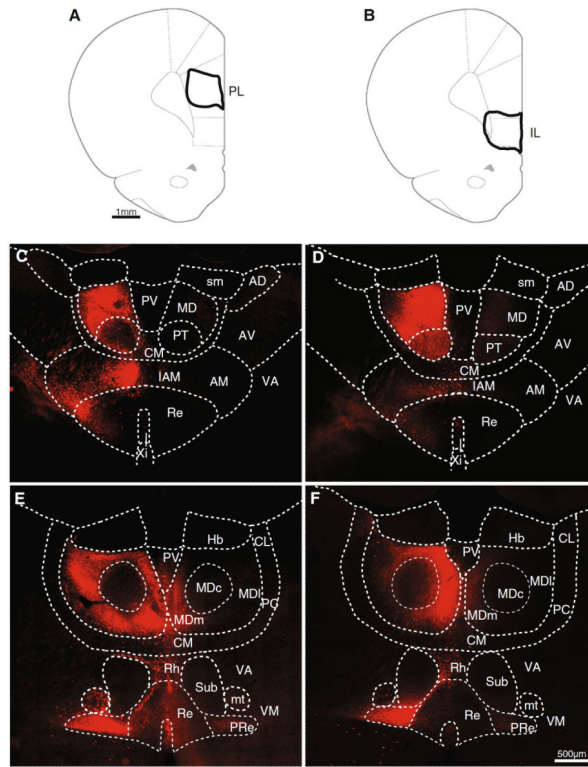 A
B
PL
IL
1mm
C
D
sm
AD
PV
MD
PT
AV
CM
IAM
AM
VA
Re
Xi
sm
AD
PV
MD
PT
AV
CM
IAM
AM
VA
Re
Xi
E
F
Hb
CL
PV
MDc
MDl
PC
MDm
CM
Rh
VA
Sub
mt
VM
Re
PRe
Hb
CL
PV
MDc
MDl
PC
MDm
CM
Rh
VA
Sub
mt
VM
Re
PRe
500µm